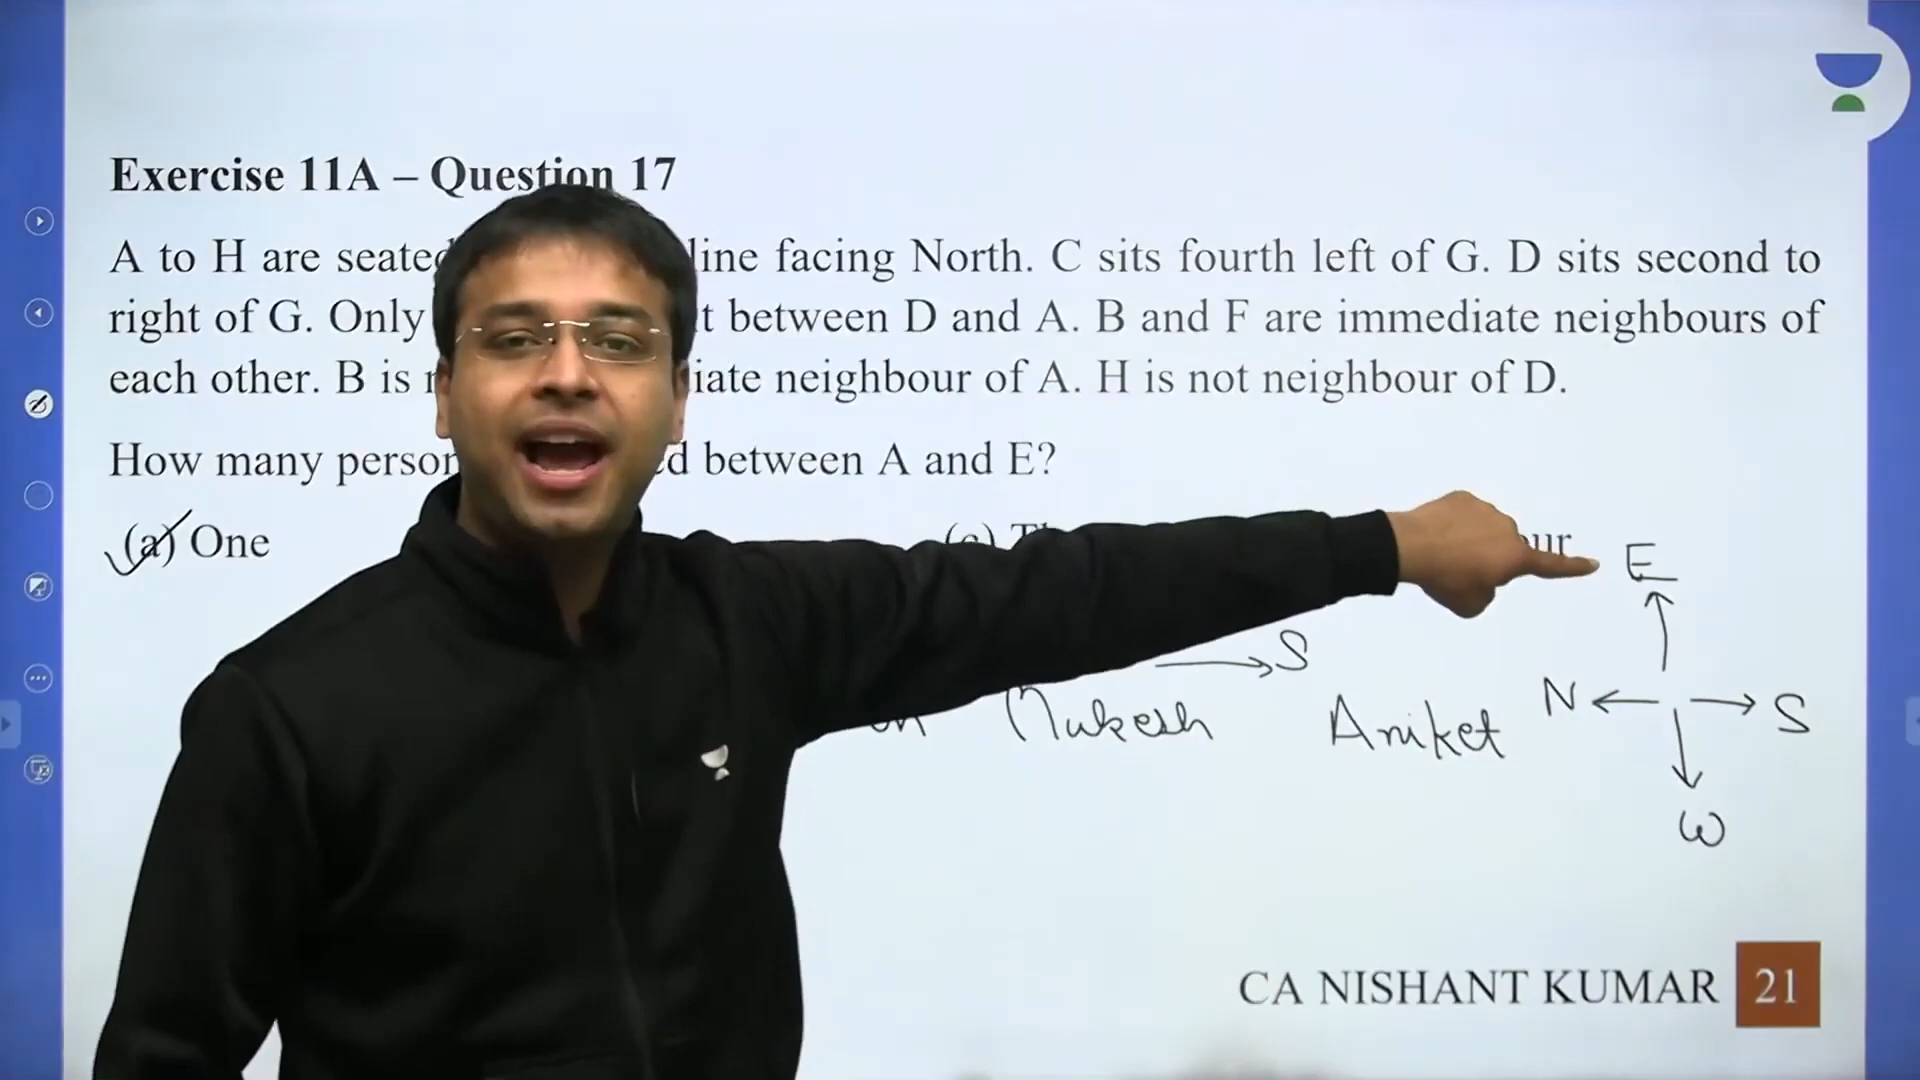 Exercise 11A – Question 17
A to H are seated line facing North. C sits fourth left of G. D sits second to
right of G. Only between D and A. B and F are immediate neighbours of
each other. B is neighbour of A. H is not neighbour of D.
How many between A and E?
(a) One (c)
E
S
Mukesh Aniket N S
W
CA NISHANT KUMAR 21